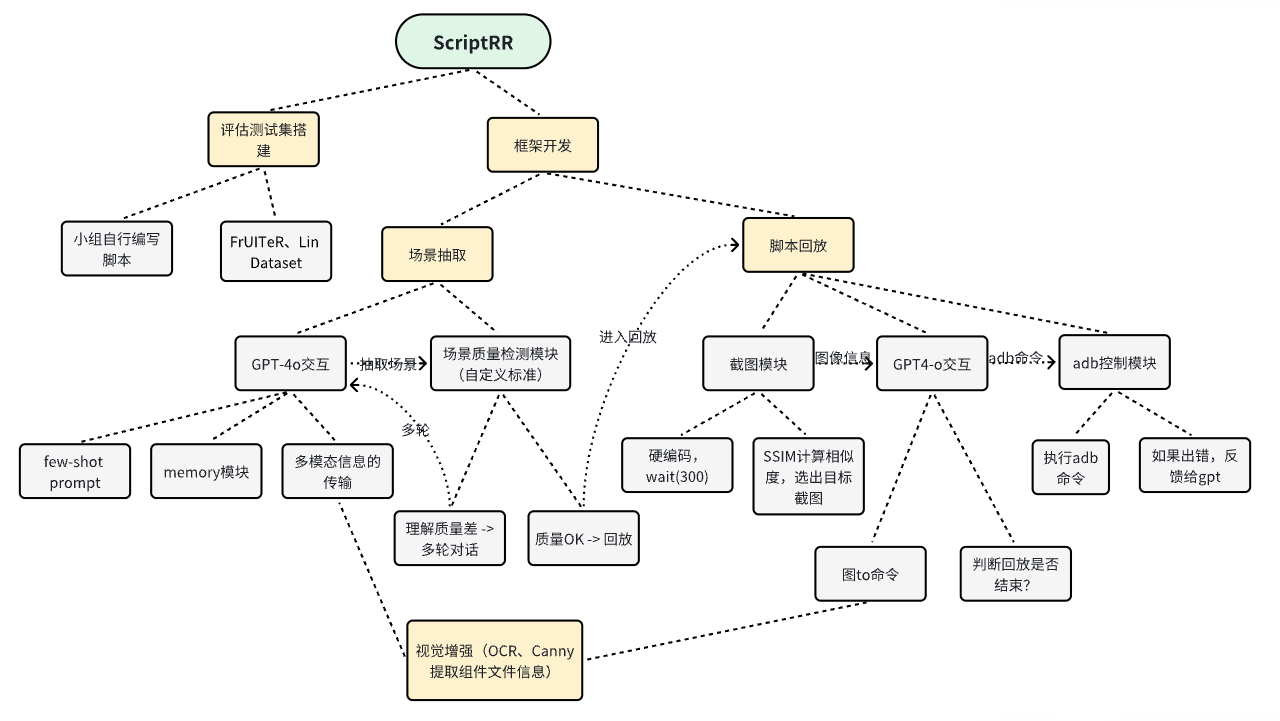 ScriptRR
评估测试集搭
建
框架开发
小组自行编写
脚本
FrUITeR、Lin
Dataset
场景抽取
脚本回放
进入回放
GPT-4o交互
抽取场景
场景质量检测模块
（自定义标准）
截图模块
图像信息
GPT4-o交互
adb命令
adb控制模块
多轮
few-shot
prompt
memory模块
多模态信息的
传输
硬编码，
wait(300)
SSIM计算相似
度，选出目标
截图
执行adb
命令
如果出错，反
馈给gpt
理解质量差 ->
多轮对话
质量OK -> 回放
图to命令
判断回放是否
结束？
视觉增强（OCR、Canny
提取组件文件信息）